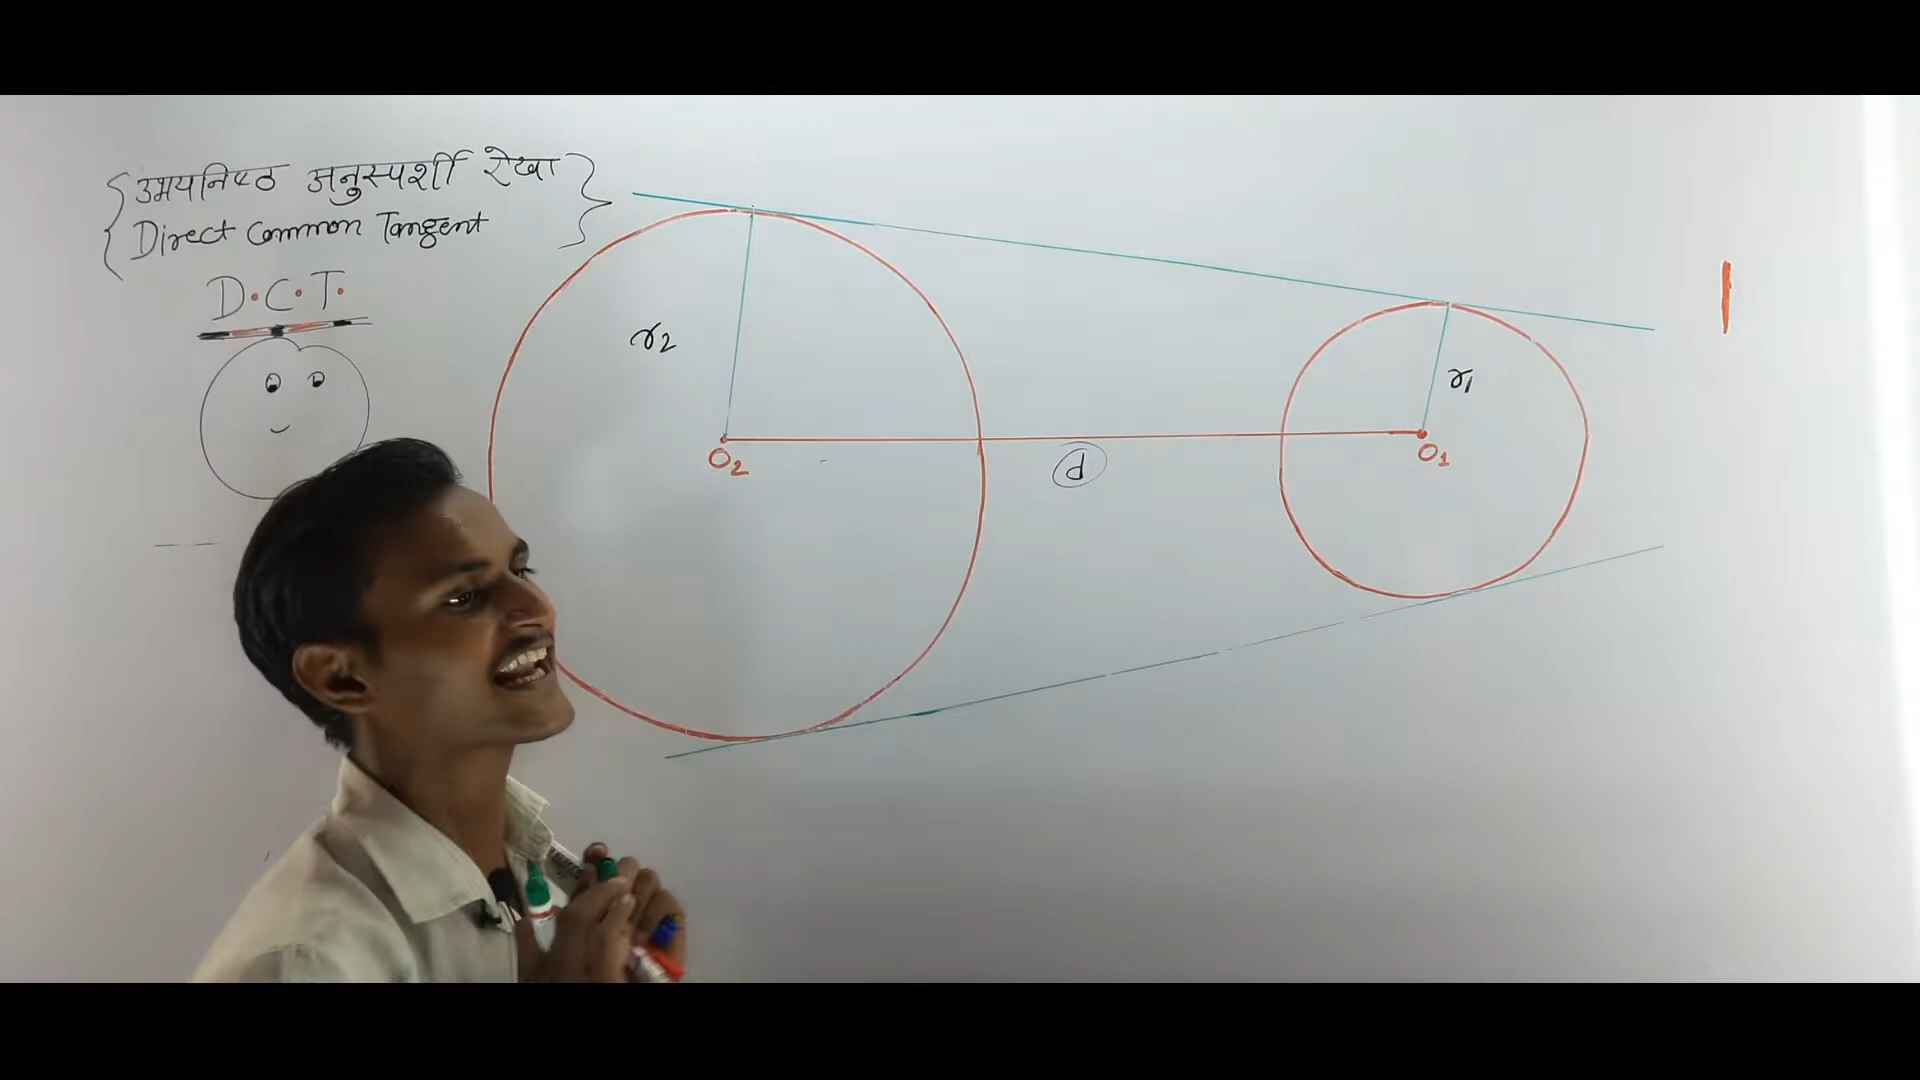 उभयनिष्ठ अनुस्पर्शी रेखा
Direct Common Tangent
D.C.T.
r2
r1
O2
d
O1